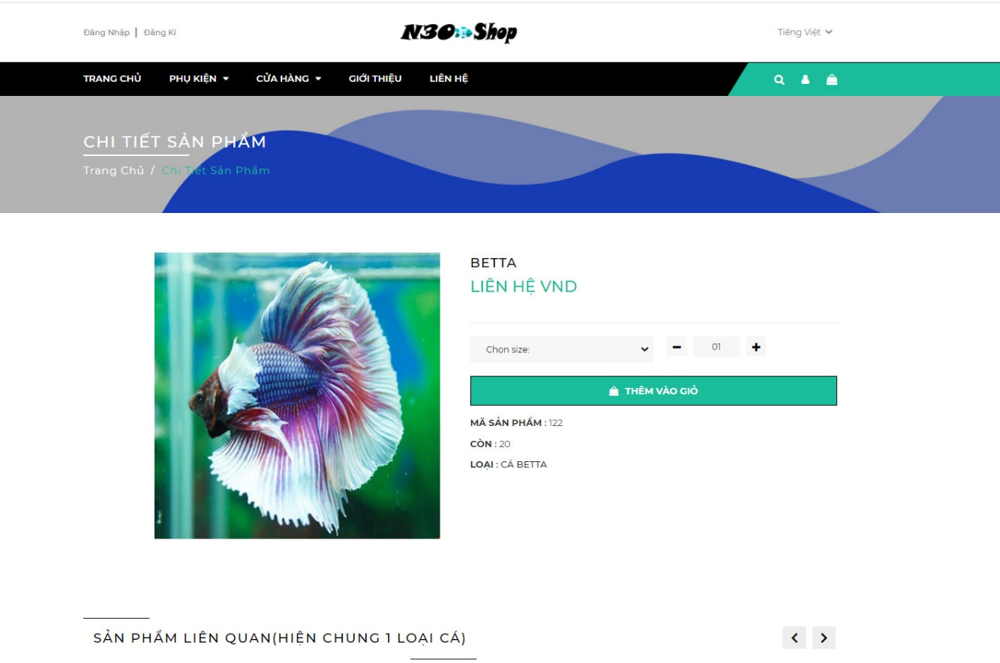 Đăng Nhập | Đăng Kí
N3O Shop
Tiếng Việt
TRANG CHỦ PHỤ KIỆN CỬA HÀNG GIỚI THIỆU LIÊN HỆ
CHI TIẾT SẢN PHẨM
Trang Chủ / Chi Tiết Sản Phẩm
BETTA
LIÊN HỆ VND
Chọn size:
01
THÊM VÀO GIỎ
MÃ SẢN PHẨM : 122
CÒN : 20
LOẠI : CÁ BETTA
SẢN PHẨM LIÊN QUAN(HIỆN CHUNG 1 LOẠI CÁ)